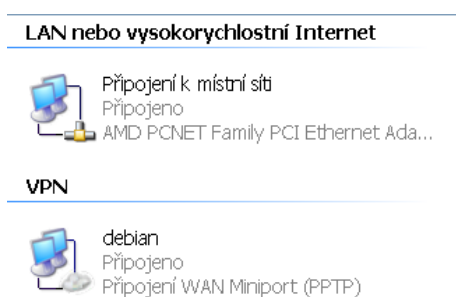 LAN nebo vysokorychlostní Internet
Připojení k místní síti
Připojeno
AMD PCNET Family PCI Ethernet Ada...
VPN
debian
Připojeno
Připojení WAN Miniport (PPTP)